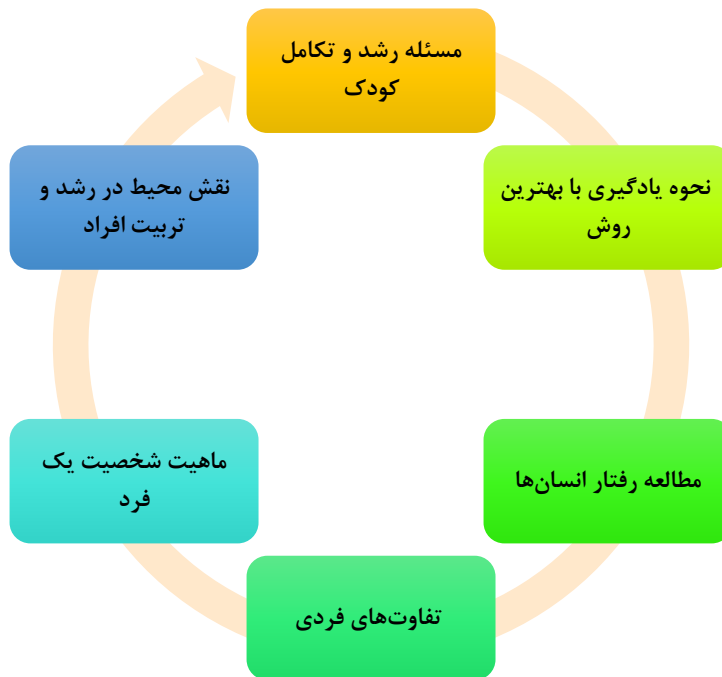 مسئله رشد و تکامل
کودک
نحوه یادگیری با بهترین
روش
مطالعه رفتار انسان‌ها
تفاوت‌های فردی
ماهیت شخصیت یک
فرد
نقش محیط در رشد و
تربیت افراد